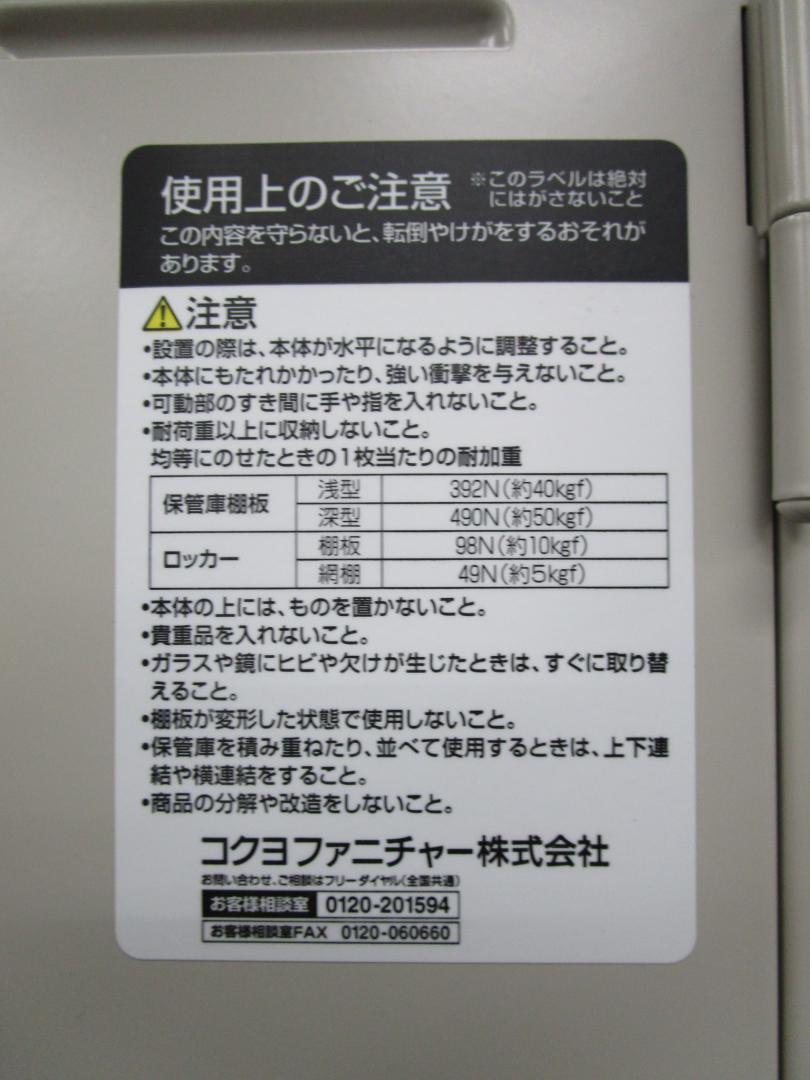 使用上のご注意 ※このラベルは絶対
にはがさないこと
この内容を守らないと、転倒やけがをするおそれが
あります。
注意
•設置の際は、本体が水平になるように調整すること。
•本体にもたれかかったり、強い衝撃を与えないこと。
•可動部のすき間に手や指を入れないこと。
•耐荷重以上に収納しないこと。
均等にのせたときの1枚当たりの耐加重
保管庫棚板 浅型 392N(約40kgf)
深型 490N(約50kgf)
ロッカー 棚板 98N(約10kgf)
網棚 49N(約5kgf)
•本体の上には、ものを置かないこと。
•貴重品を入れないこと。
•ガラスや鏡にヒビや欠けが生じたときは、すぐに取り替
えること。
•棚板が変形した状態で使用しないこと。
•保管庫を積み重ねたり、並べて使用するときは、上下連
結や横連結をすること。
•商品の分解や改造をしないこと。
コクヨファニチャー株式会社
お問い合わせ、ご相談はフリーダイヤル(全国共通)
お客様相談室 0120-201594
お客様相談室FAX 0120-060660